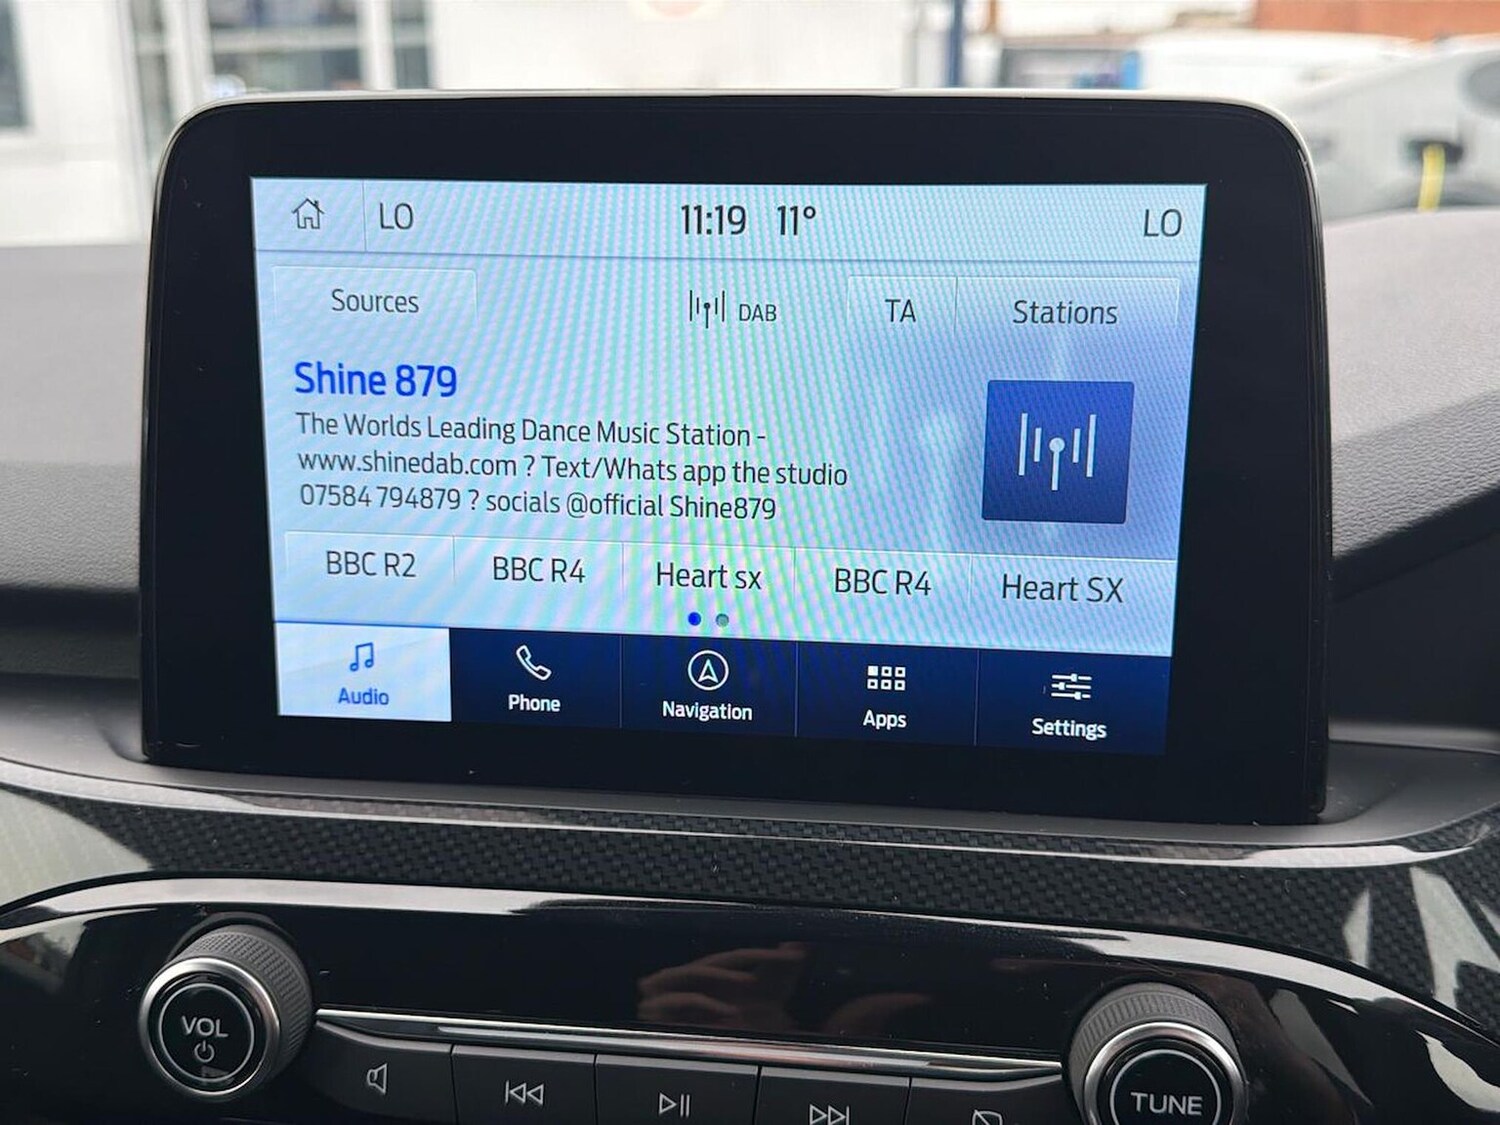 LO 11:19 11° LO
Sources DAB TA Stations
Shine 879
The Worlds Leading Dance Music Station -
www.shinedab.com ? Text/Whats app the studio
07584 794879 ? socials @official Shine879
BBC R2 BBC R4 Heart sx BBC R4 Heart SX
Audio Phone Navigation Apps Settings
VOL
TUNE